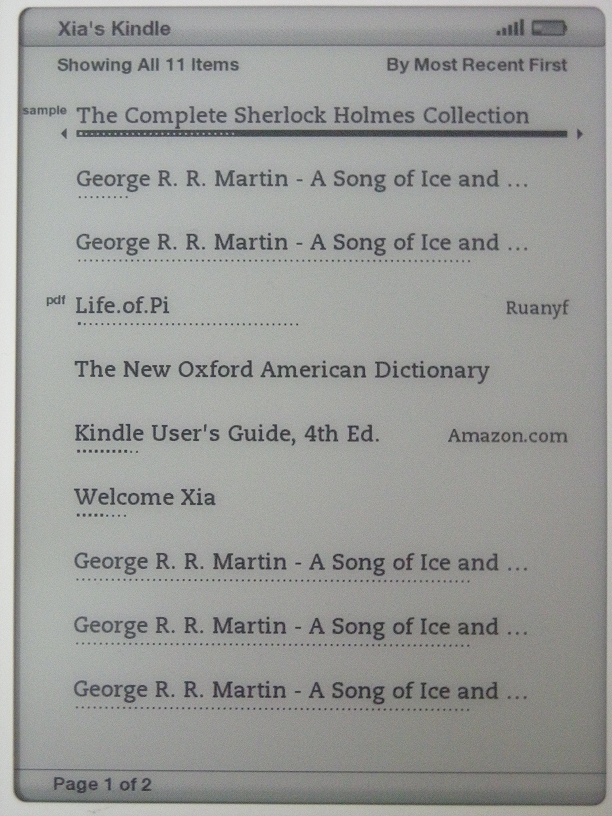 Xia's Kindle
Showing All 11 Items By Most Recent First
sample The Complete Sherlock Holmes Collection
George R. R. Martin - A Song of Ice and ...
George R. R. Martin - A Song of Ice and ...
pdf Life.of.Pi Ruanyf
The New Oxford American Dictionary
Kindle User's Guide, 4th Ed. Amazon.com
Welcome Xia
George R. R. Martin - A Song of Ice and ...
George R. R. Martin - A Song of Ice and ...
George R. R. Martin - A Song of Ice and ...
Page 1 of 2